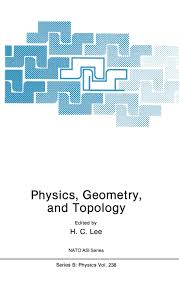 Physics, Geometry,
and Topology
Edited by
H. C. Lee
NATO ASI Series
Series B: Physics Vol. 238